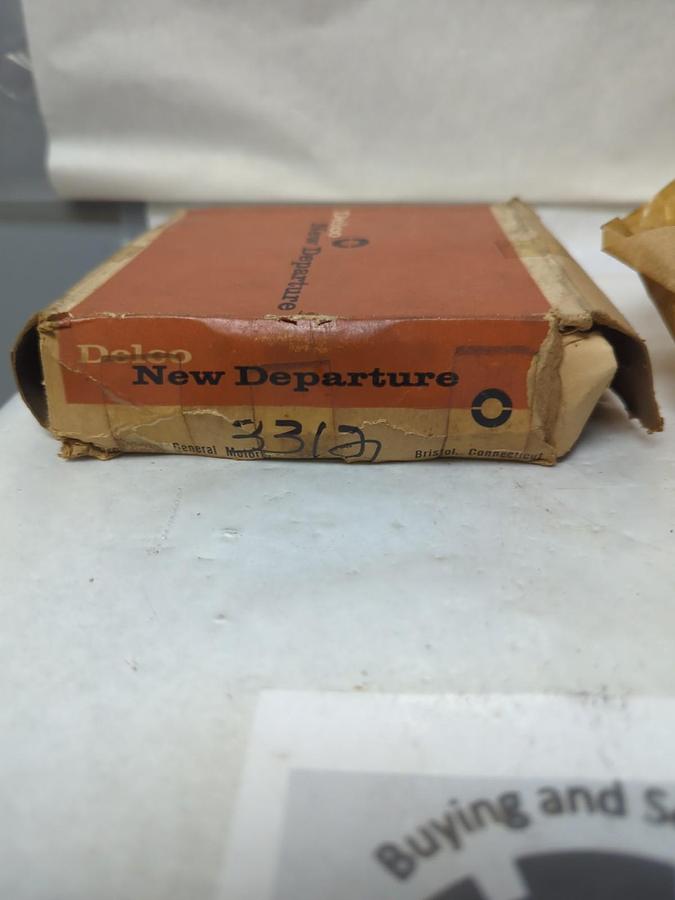 Delco
New Departure
Delco
New Departure
3312
General Motors
Bristol, Connecticut
Buying and